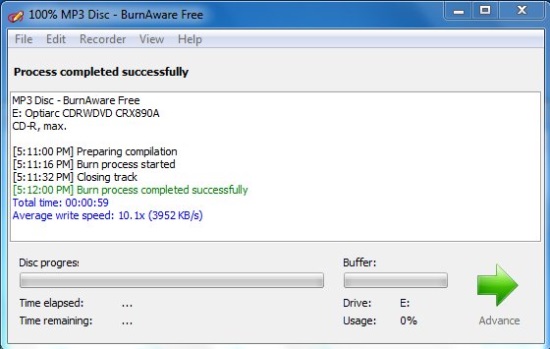 100% MP3 Disc - BurnAware Free
File Edit Recorder View Help
Process completed successfully
MP3 Disc - BurnAware Free
E: Optiarc CDRWDVD CRX890A
CD-R, max.
[5:11:00 PM] Preparing compilation
[5:11:16 PM] Burn process started
[5:11:32 PM] Closing track
[5:12:00 PM] Burn process completed successfully
Total time: 00:00:59
Average write speed: 10.1x (3952 KB/s)
Disc progres:
Buffer:
Time elapsed: ...
Drive: E:
Time remaining: ...
Usage: 0%
Advance